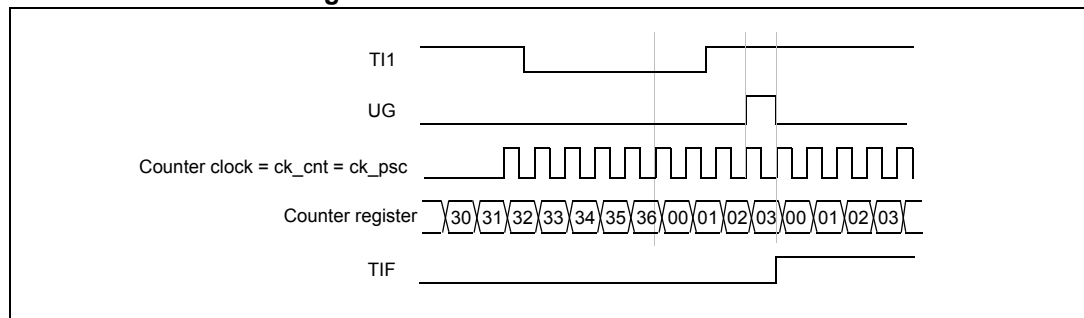 TI1
UG
Counter clock = ck_cnt = ck_psc
Counter register 30 31 32 33 34 35 36 00 01 02 03 00 01 02 03
TIF